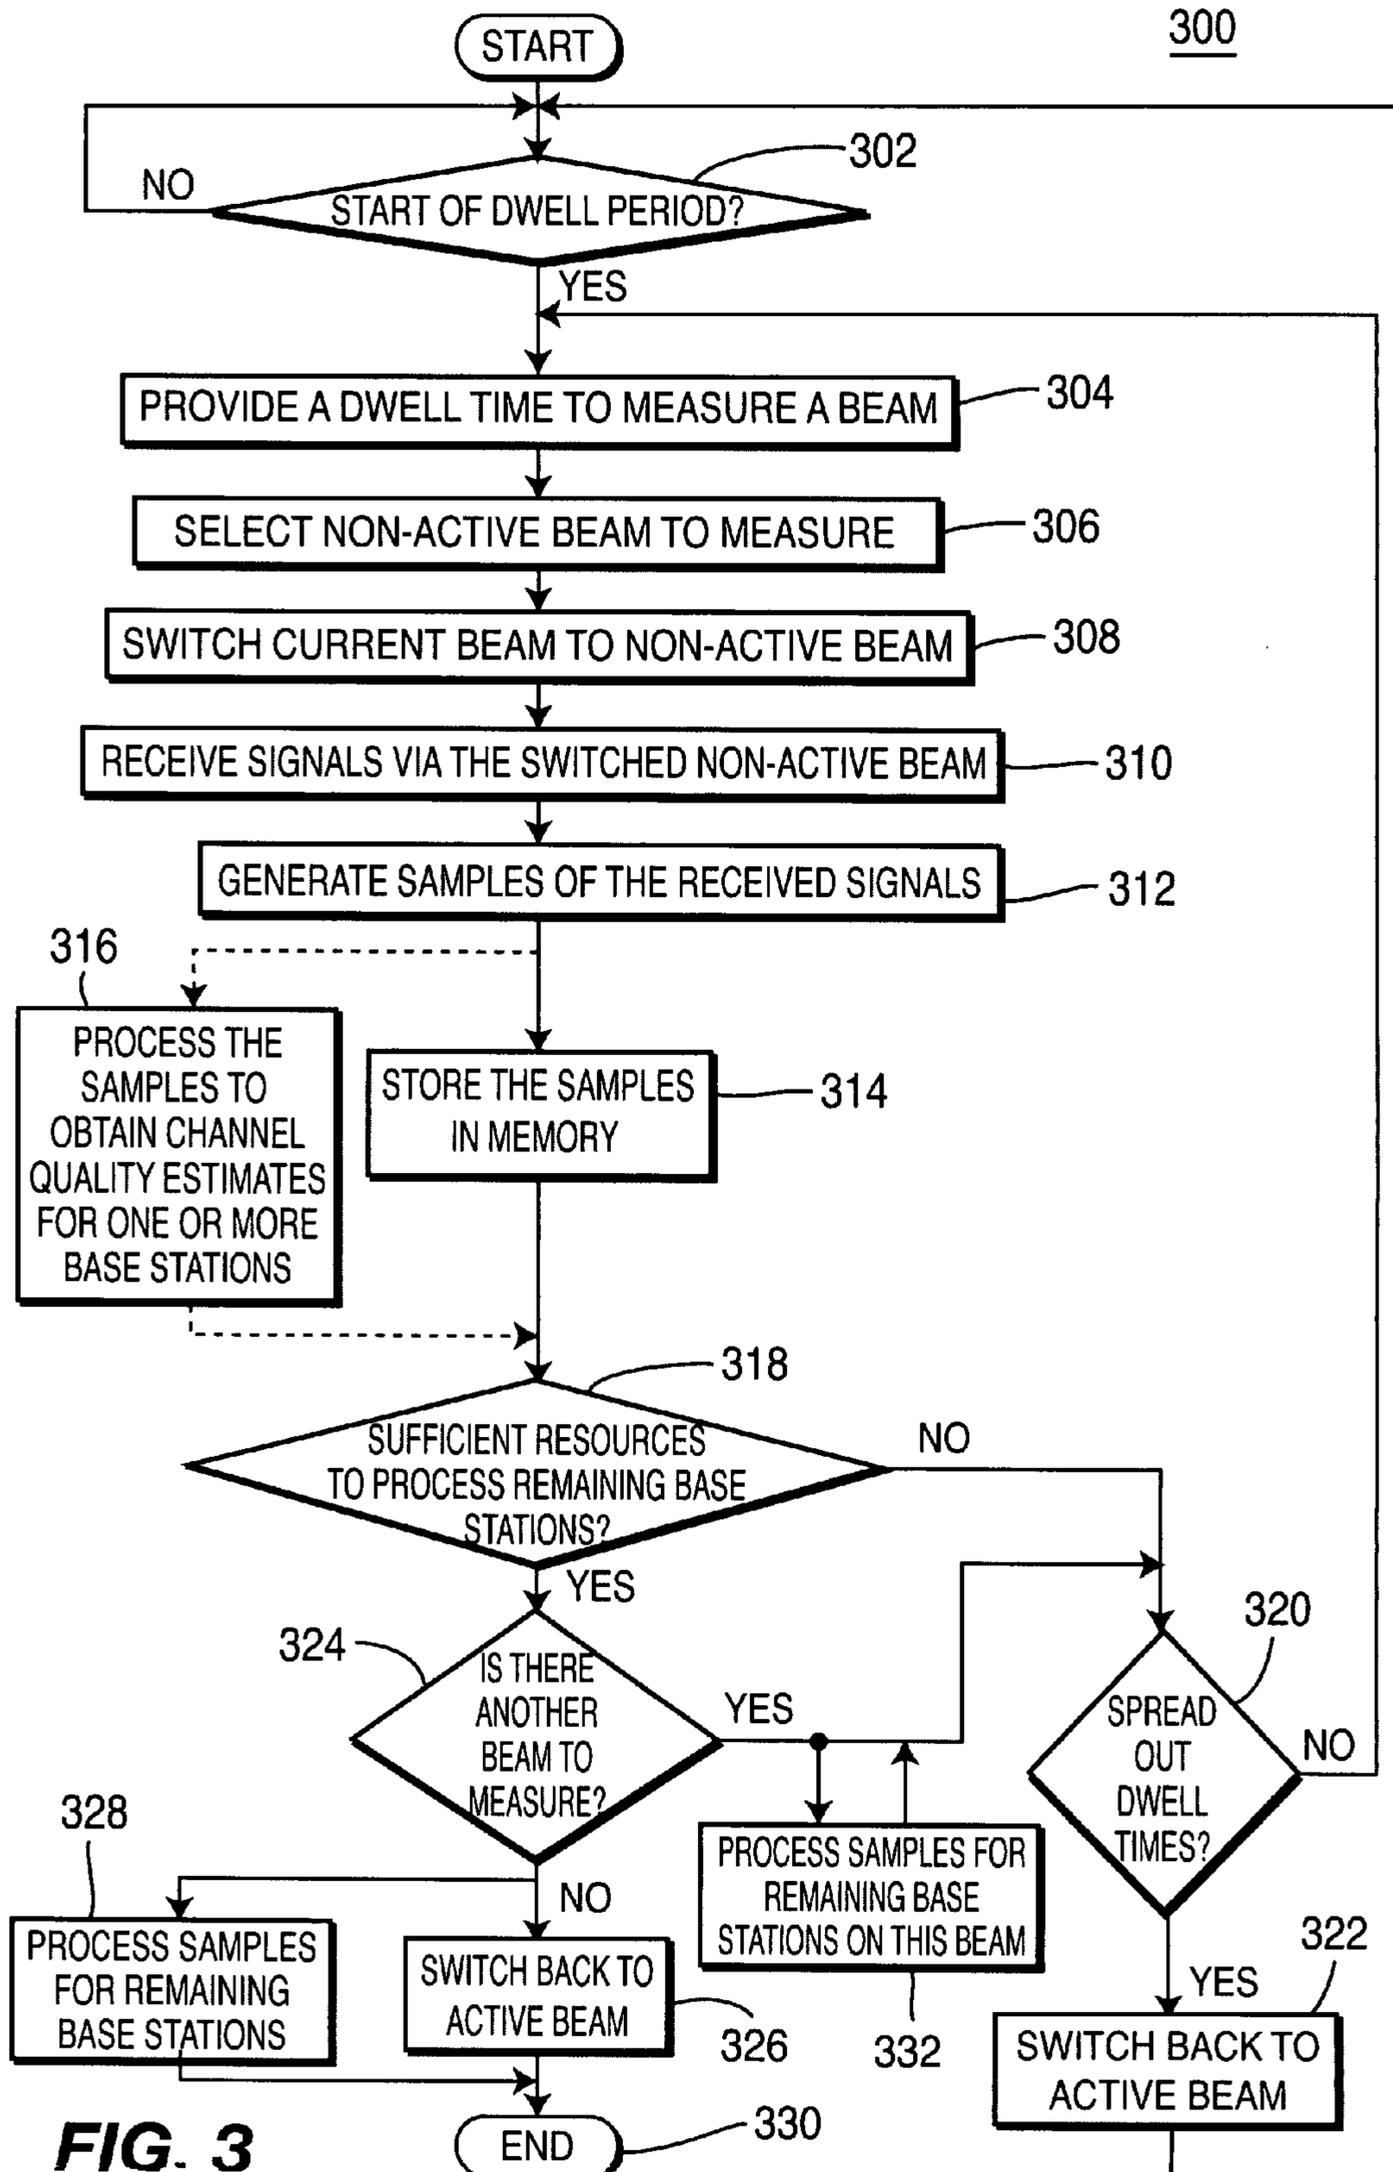 START
300
302
NO
START OF DWELL PERIOD?
YES
PROVIDE A DWELL TIME TO MEASURE A BEAM
304
SELECT NON-ACTIVE BEAM TO MEASURE
306
SWITCH CURRENT BEAM TO NON-ACTIVE BEAM
308
RECEIVE SIGNALS VIA THE SWITCHED NON-ACTIVE BEAM
310
GENERATE SAMPLES OF THE RECEIVED SIGNALS
312
316
PROCESS THE
SAMPLES TO
OBTAIN CHANNEL
QUALITY ESTIMATES
FOR ONE OR MORE
BASE STATIONS
STORE THE SAMPLES
IN MEMORY
314
318
SUFFICIENT RESOURCES
TO PROCESS REMAINING BASE
STATIONS?
NO
YES
324
IS THERE
ANOTHER
BEAM TO
MEASURE?
YES
320
SPREAD
OUT
DWELL
TIMES?
NO
328
NO
PROCESS SAMPLES
FOR REMAINING
BASE STATIONS
SWITCH BACK TO
ACTIVE BEAM
326
PROCESS SAMPLES FOR
REMAINING BASE
STATIONS ON THIS BEAM
332
YES
322
SWITCH BACK TO
ACTIVE BEAM
FIG. 3
END
330